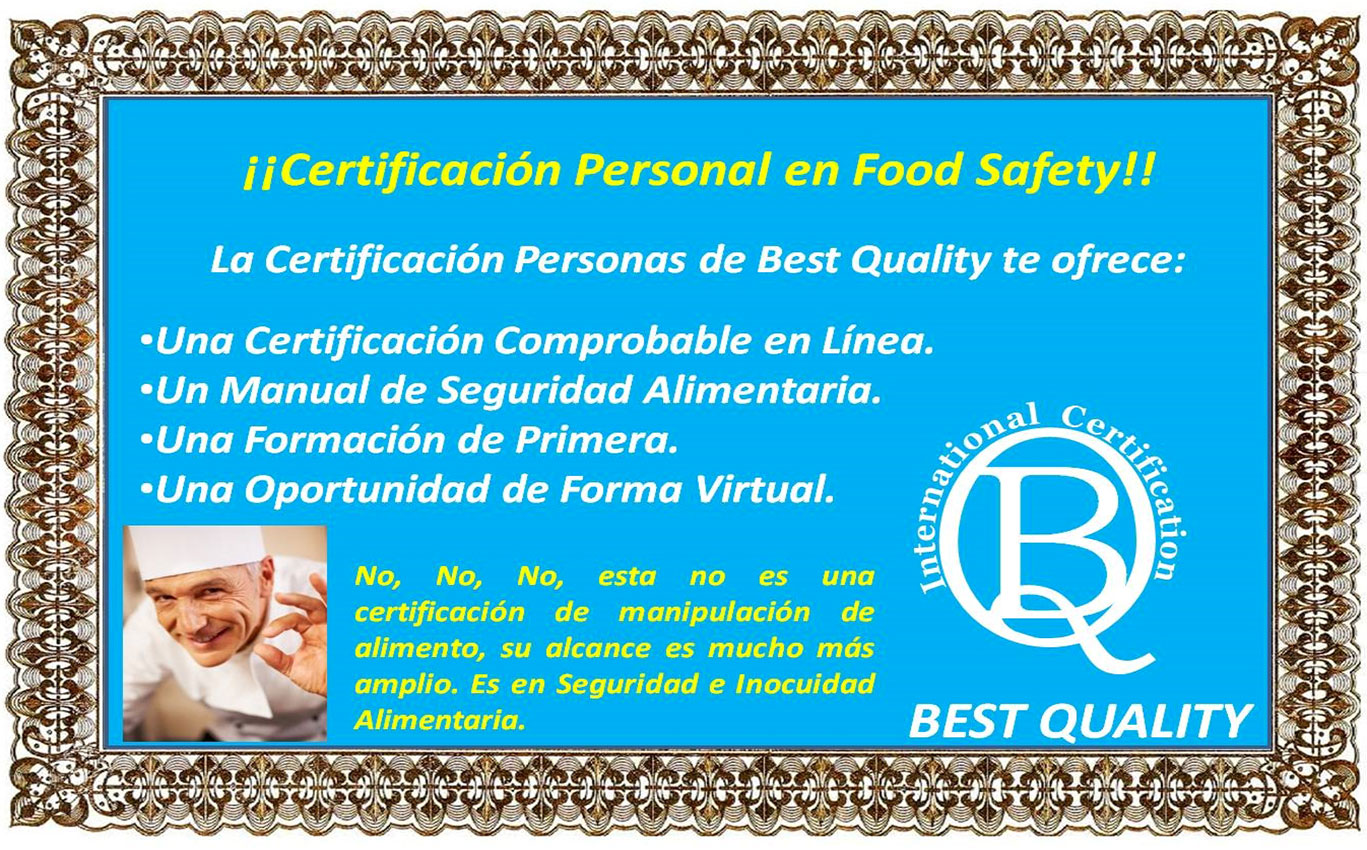 ¡¡Certificación Personal en Food Safety!!
La Certificación Personas de Best Quality te ofrece:
•Una Certificación Comprobable en Línea.
•Un Manual de Seguridad Alimentaria.
•Una Formación de Primera.
•Una Oportunidad de Forma Virtual.
No, No, No, esta no es una
certificación de manipulación de
alimento, su alcance es mucho más
amplio. Es en Seguridad e Inocuidad
Alimentaria.
International Certification
BQ
BEST QUALITY